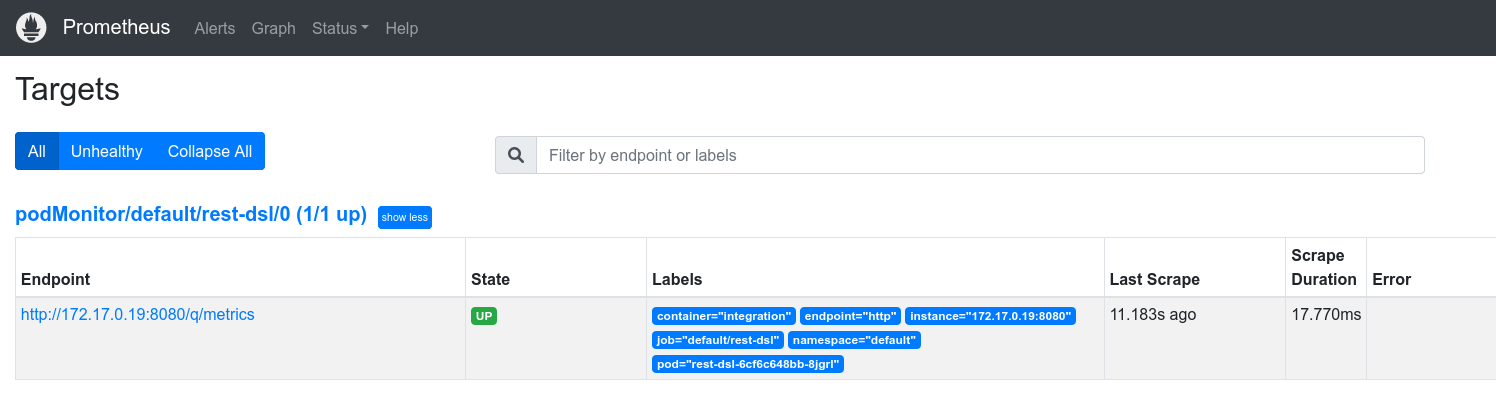 Prometheus Alerts Graph Status Help
Targets
All Unhealthy Collapse All
Filter by endpoint or labels
podMonitor/default/rest-dsl/0 (1/1 up) show less
Endpoint State Labels Last Scrape Scrape Duration Error
http://172.17.0.19:8080/q/metrics UP container="integration" endpoint="http" instance="172.17.0.19:8080" 11.183s ago 17.770ms
job="default/rest-dsl" namespace="default"
pod="rest-dsl-6cf6c648bb-8jgrl"